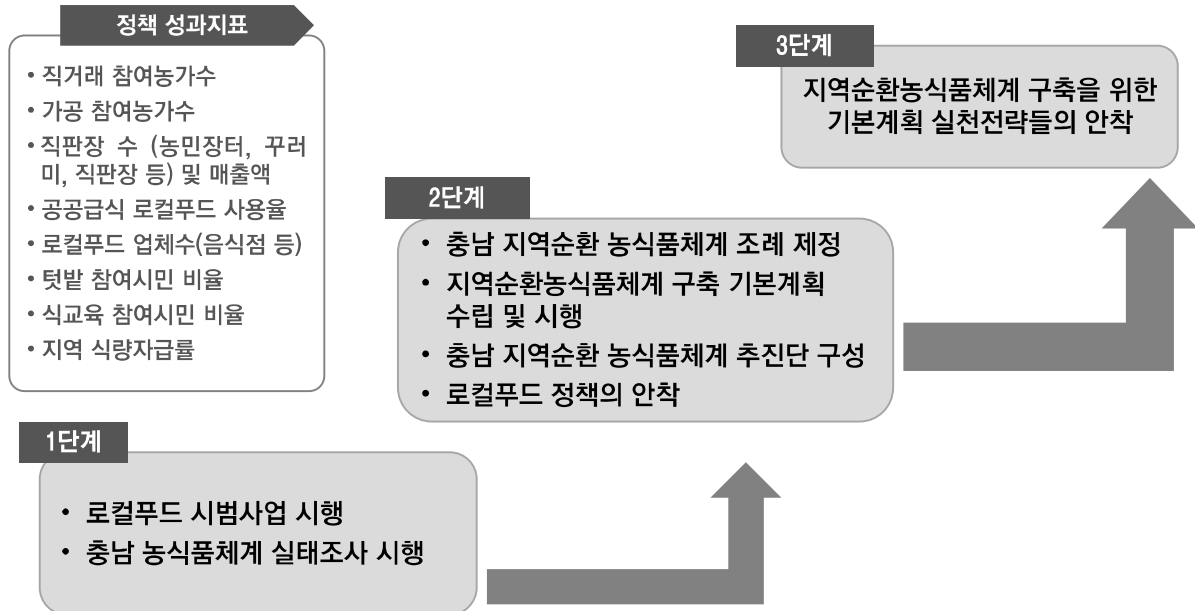 정책 성과지표
• 직거래 참여농가수
• 가공 참여농가수
• 직판장 수 (농민장터, 꾸러
미, 직판장 등) 및 매출액
• 공공급식 로컬푸드 사용율
• 로컬푸드 업체수(음식점 등)
• 텃밭 참여시민 비율
• 식교육 참여시민 비율
• 지역 식량자급률
3단계
지역순환농식품체계 구축을 위한
기본계획 실천전략들의 안착
2단계
• 충남 지역순환 농식품체계 조례 제정
• 지역순환농식품체계 구축 기본계획
수립 및 시행
• 충남 지역순환 농식품체계 추진단 구성
• 로컬푸드 정책의 안착
1단계
• 로컬푸드 시범사업 시행
• 충남 농식품체계 실태조사 시행